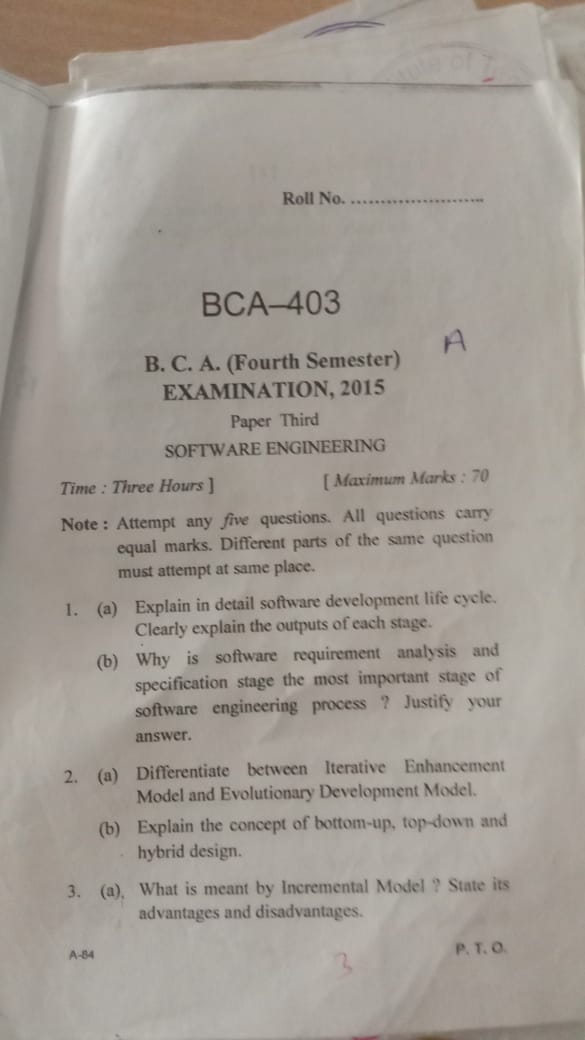 Roll No. ........................
BCA–403
A
B. C. A. (Fourth Semester)
EXAMINATION, 2015
Paper Third
SOFTWARE ENGINEERING
Time : Three Hours ] [ Maximum Marks : 70
Note : Attempt any five questions. All questions carry
equal marks. Different parts of the same question
must attempt at same place.
1. (a) Explain in detail software development life cycle.
Clearly explain the outputs of each stage.
(b) Why is software requirement analysis and
specification stage the most important stage of
software engineering process ? Justify your
answer.
2. (a) Differentiate between Iterative Enhancement
Model and Evolutionary Development Model.
(b) Explain the concept of bottom-up, top-down and
hybrid design.
3. (a) What is meant by Incremental Model ? State its
advantages and disadvantages.
A-84 P. T. O.
3